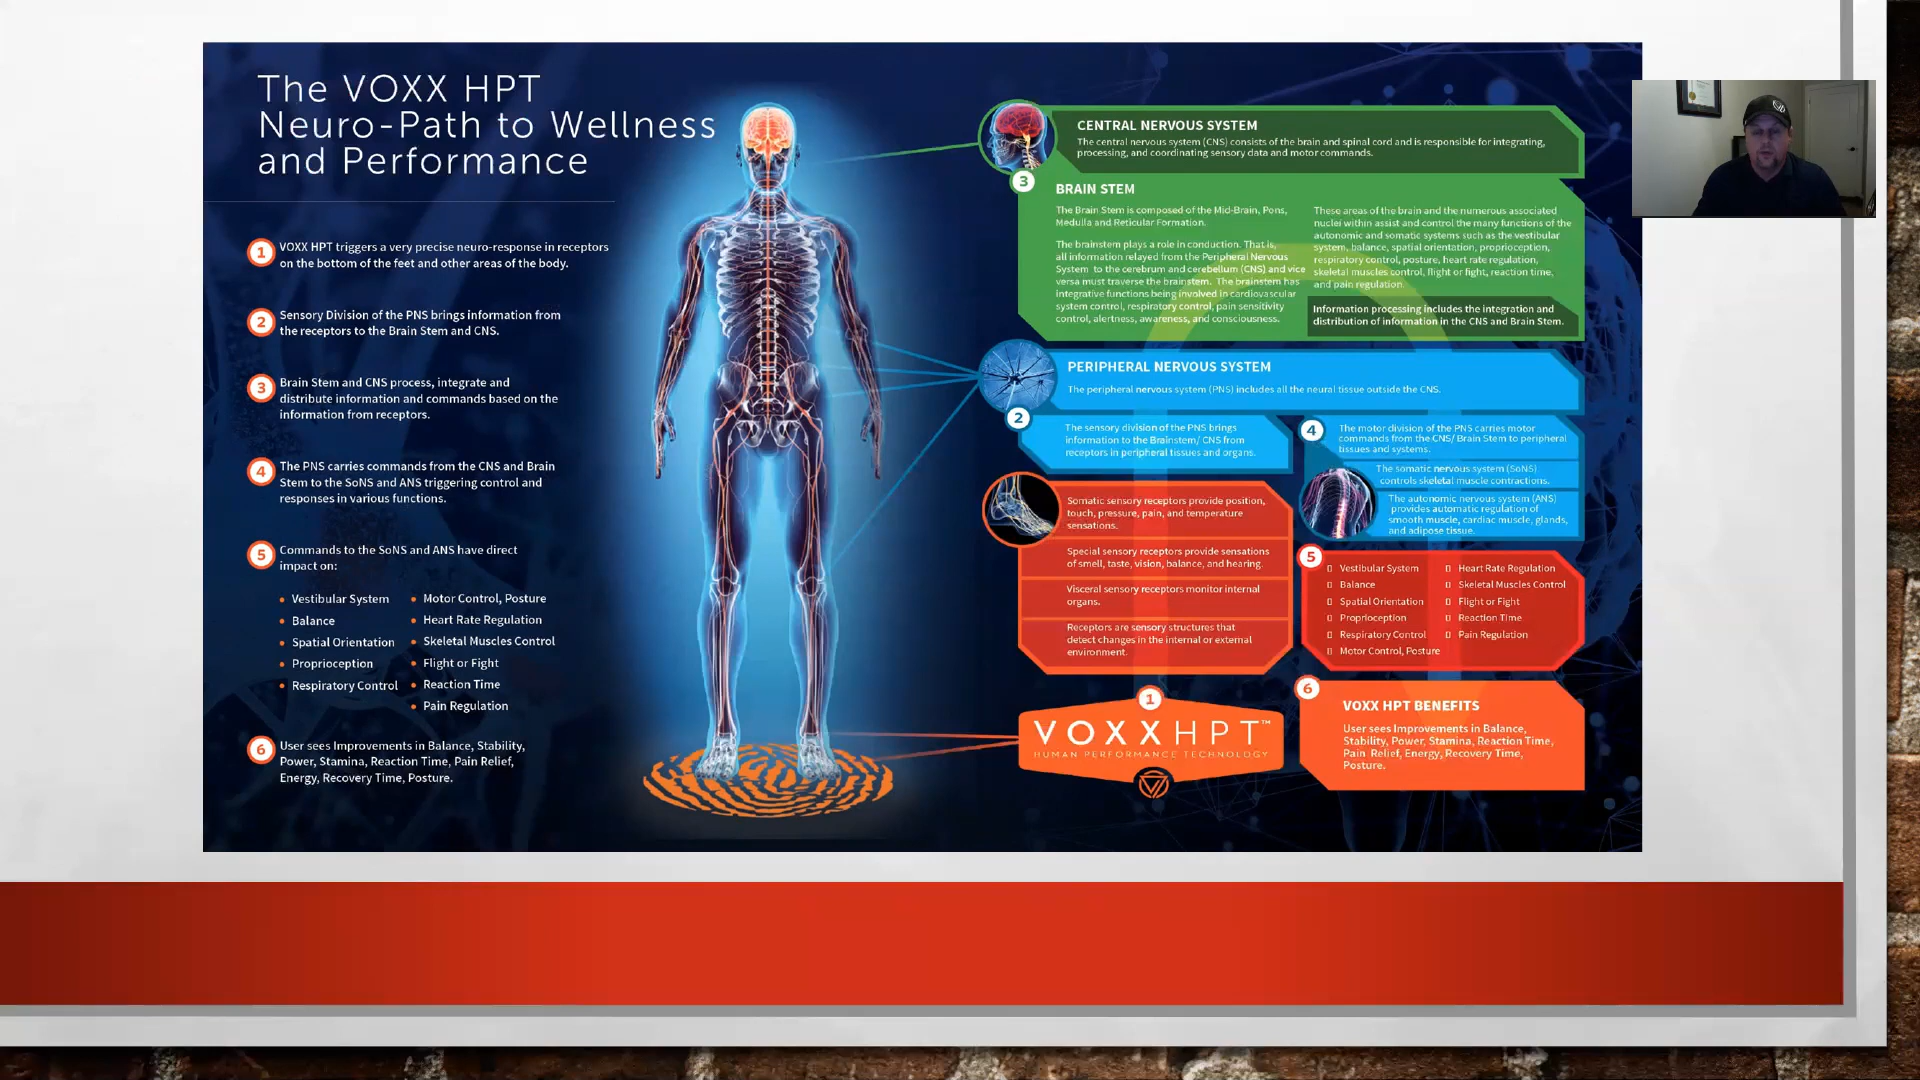 The VOXX HPT
Neuro-Path to Wellness
and Performance
1
VOXX HPT triggers a very precise neuro-response in receptors
on the bottom of the feet and other areas of the body.
2
Sensory Division of the PNS brings information from
the receptors to the Brain Stem and CNS.
3
Brain Stem and CNS process, integrate and
distribute information and commands based on the
information from receptors.
4
The PNS carries commands from the CNS and Brain
Stem to the SoNS and ANS triggering control and
responses in various functions.
5
Commands to the SoNS and ANS have direct
impact on:
• Vestibular System
• Balance
• Spatial Orientation
• Proprioception
• Respiratory Control
• Motor Control, Posture
• Heart Rate Regulation
• Skeletal Muscles Control
• Flight or Fight
• Reaction Time
• Pain Regulation
6
User sees Improvements in Balance, Stability,
Power, Stamina, Reaction Time, Pain Relief,
Energy, Recovery Time, Posture.
CENTRAL NERVOUS SYSTEM
The central nervous system (CNS) consists of the brain and spinal cord and is responsible for integrating,
processing, and coordinating sensory data and motor commands.
3
BRAIN STEM
The Brain Stem is composed of the Mid-Brain, Pons,
Medulla and Reticular Formation.
The brainstem plays a role in conduction. That is,
all information relayed from the Peripheral Nervous
System to the cerebrum and cerebellum (CNS) and vice
versa must traverse the brainstem. The brainstem has
integrative functions being involved in cardiovascular
system control, respiratory control, pain sensitivity
control, alertness, awareness, and consciousness.
These areas of the brain and the numerous associated
nuclei within assist and control the many functions of the
autonomic and somatic systems such as the vestibular
system, balance, spatial orientation, proprioception,
respiratory control, posture, heart rate regulation,
skeletal muscles control, flight or fight, reaction time,
and pain regulation.
Information processing includes the integration and
distribution of information in the CNS and Brain Stem.
PERIPHERAL NERVOUS SYSTEM
The peripheral nervous system (PNS) includes all the neural tissue outside the CNS.
2
The sensory division of the PNS brings
information to the Brainstem/ CNS from
receptors in peripheral tissues and organs.
4
The motor division of the PNS carries motor
commands from the CNS/ Brain Stem to peripheral
tissues and systems.
The somatic nervous system (SoNS)
controls skeletal muscle contractions.
The autonomic nervous system (ANS)
provides automatic regulation of
smooth muscle, cardiac muscle, glands,
and adipose tissue.
Somatic sensory receptors provide position,
touch, pressure, pain, and temperature
sensations.
Special sensory receptors provide sensations
of smell, taste, vision, balance, and hearing.
Visceral sensory receptors monitor internal
organs.
Receptors are sensory structures that
detect changes in the internal or external
environment.
5
Vestibular System
Balance
Spatial Orientation
Proprioception
Respiratory Control
Motor Control, Posture
Heart Rate Regulation
Skeletal Muscles Control
Flight or Fight
Reaction Time
Pain Regulation
1
VOXXHPT™
HUMAN PERFORMANCE TECHNOLOGY
6
VOXX HPT BENEFITS
User sees Improvements in Balance,
Stability, Power, Stamina, Reaction Time,
Pain Relief, Energy, Recovery Time,
Posture.